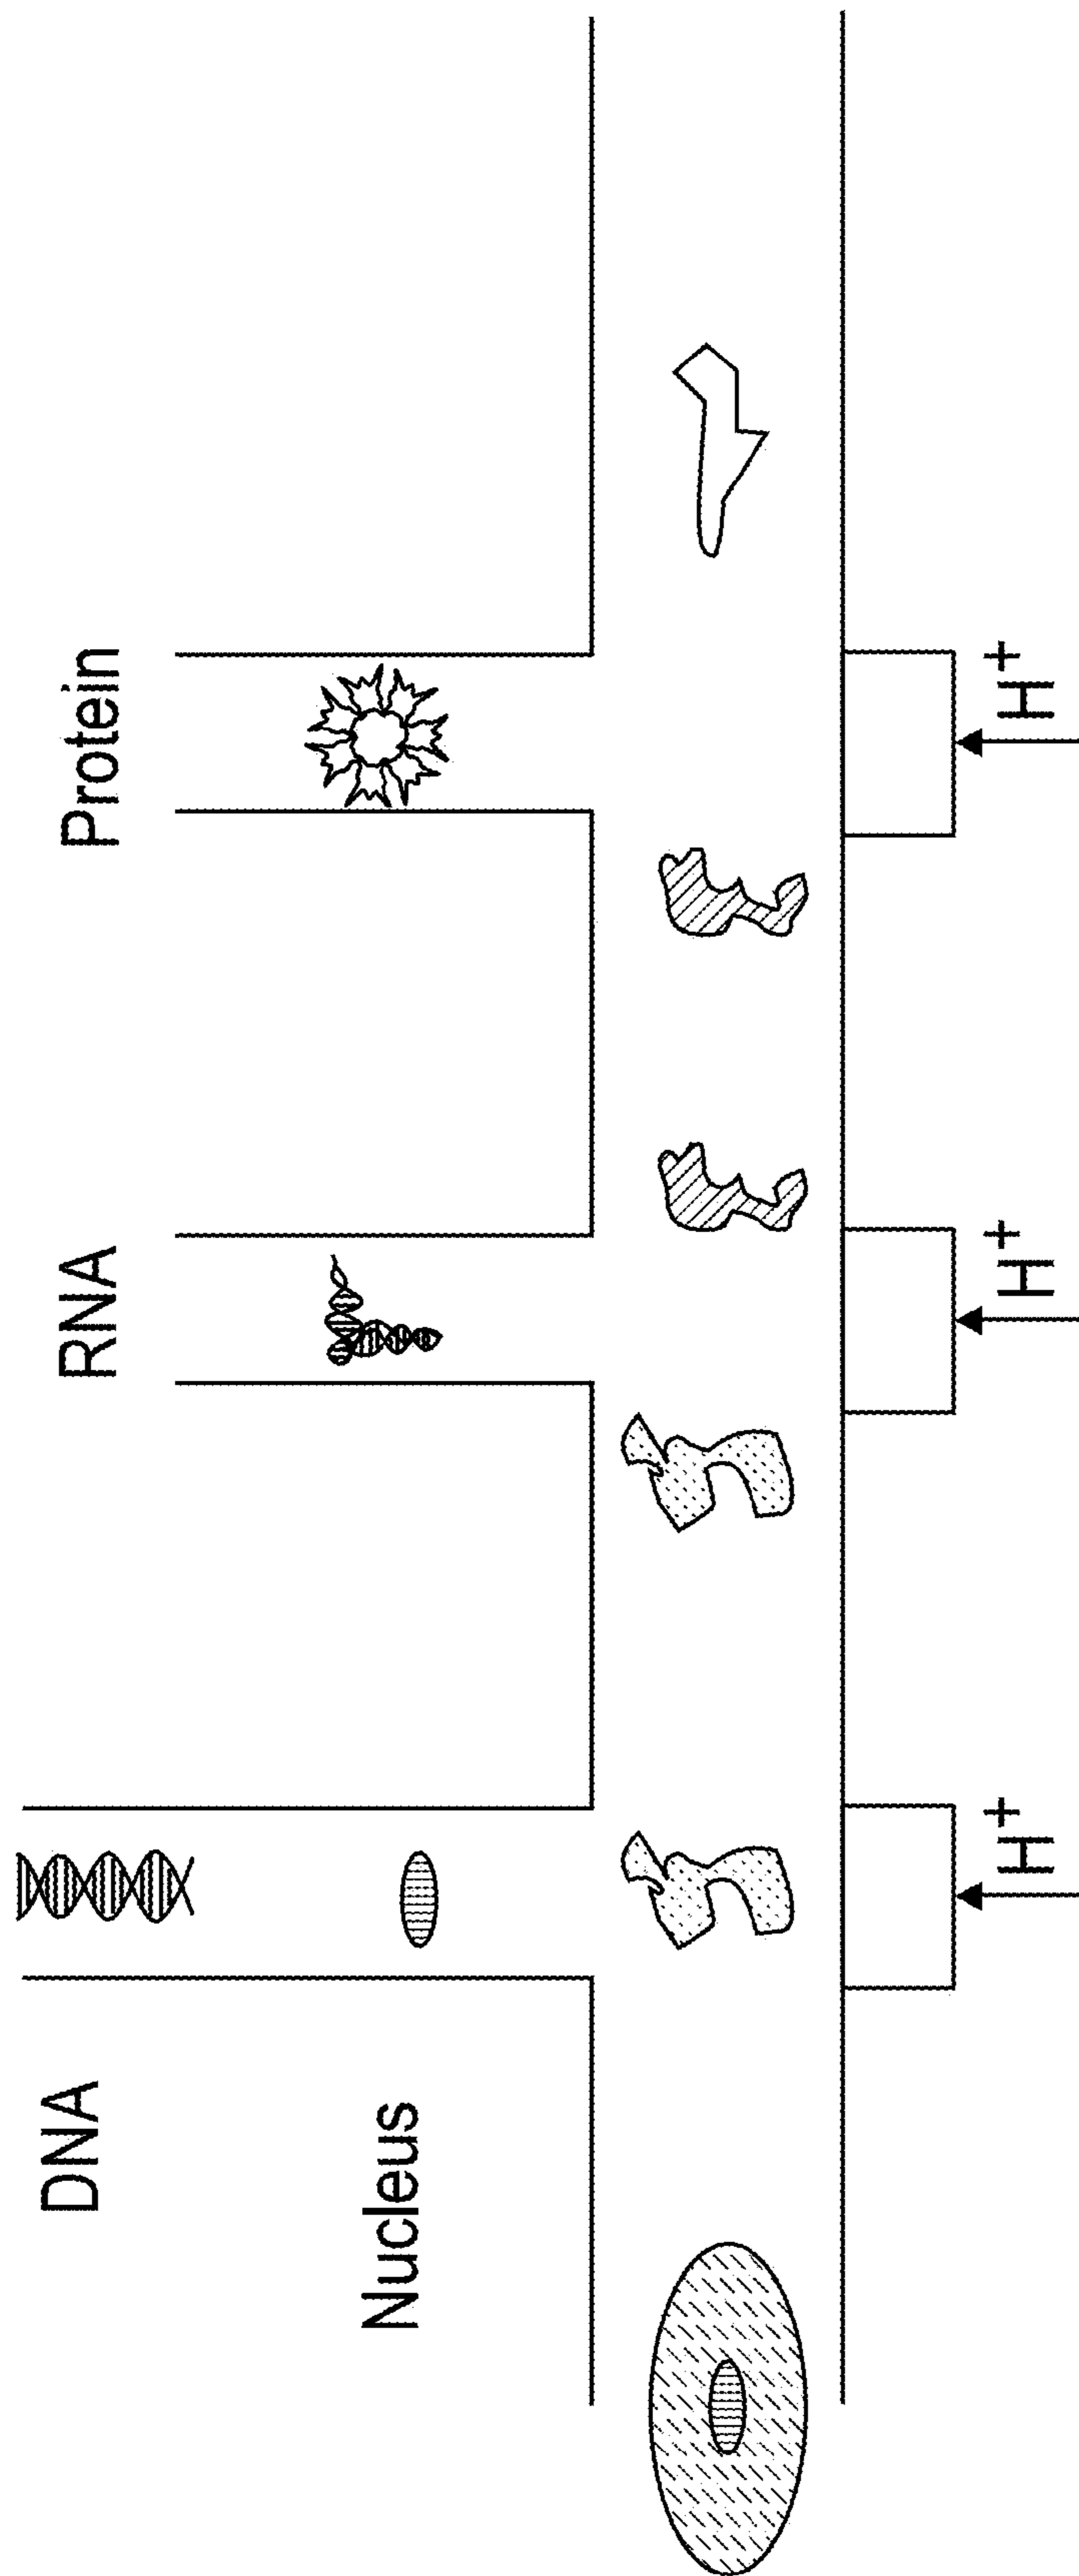 DNA
Nucleus
RNA
Protein
H+
H+
H+